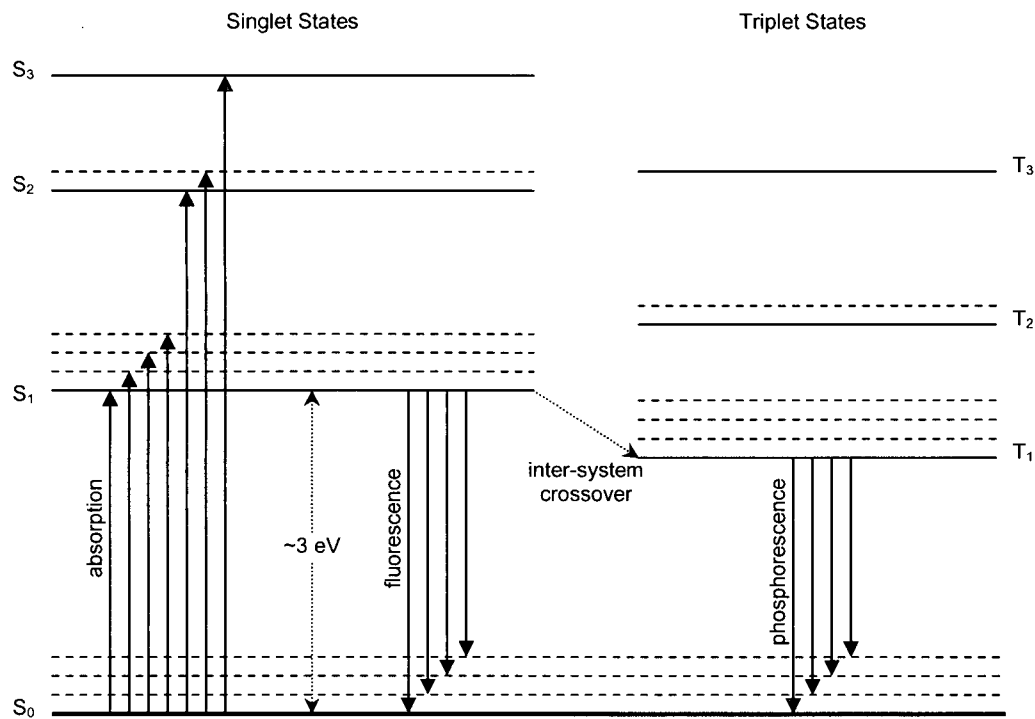 Singlet States
Triplet States
S3
T3
S2
T2
S1
T1
inter-system
crossover
absorption
~3 eV
fluorescence
phosphorescence
S0